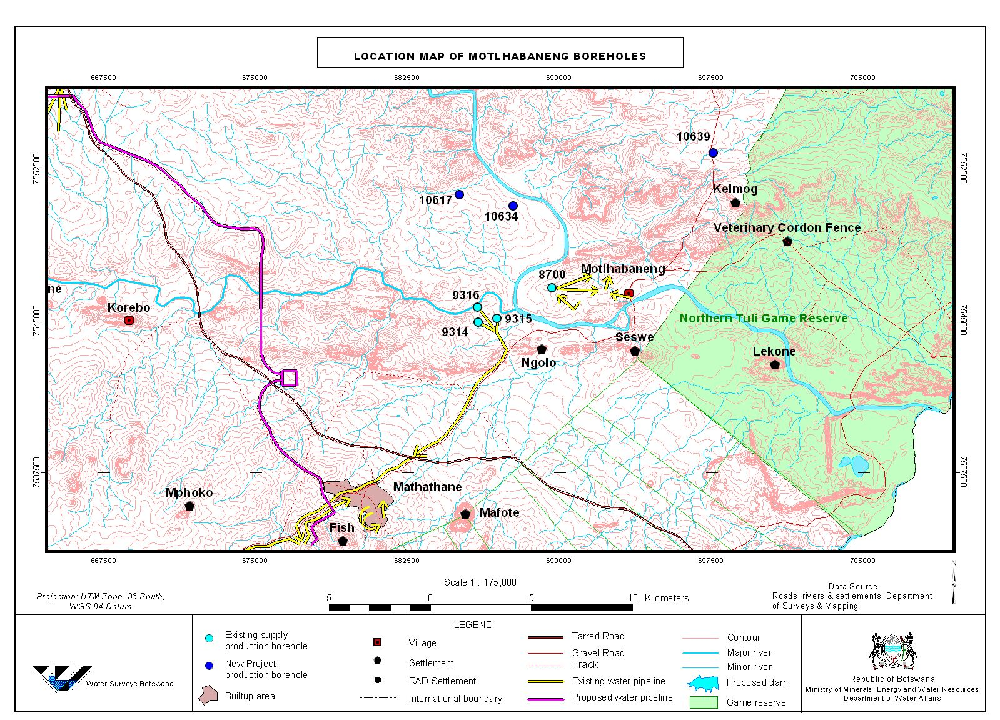 LOCATION MAP OF MOTLHABANENG BOREHOLES
667500 675000 682500 690000 697500 705000
10639
7552500 7552500
Kelmog
10617
10634
Veterinary Cordon Fence
8700 Motlhabaneng
ne
9316
Korebo
9315
Northern Tuli Game Reserve
7545000 7545000
9314
Seswe
Lekone
Ngolo
7537500 7537500
Mathathane
Mphoko
Mafote
Fish
667500 675000 682500 690000 697500 705000
N
Scale 1 : 175,000
Projection: UTM Zone 35 South,
WGS 84 Datum
5 0 5 10 Kilometers
Data Source
Roads, rivers & settlements: Department
of Surveys & Mapping
Water Surveys Botswana
LEGEND
Existing supply
production borehole
New Project
production borehole
Builtup area
Village
Settlement
RAD Settlement
International boundary
Tarred Road
Gravel Road
Track
Existing water pipeline
Proposed water pipeline
Contour
Major river
Minor river
Proposed dam
Game reserve
Republic of Botswana
Ministry of Minerals, Energy and Water Resources
Department of Water Affairs